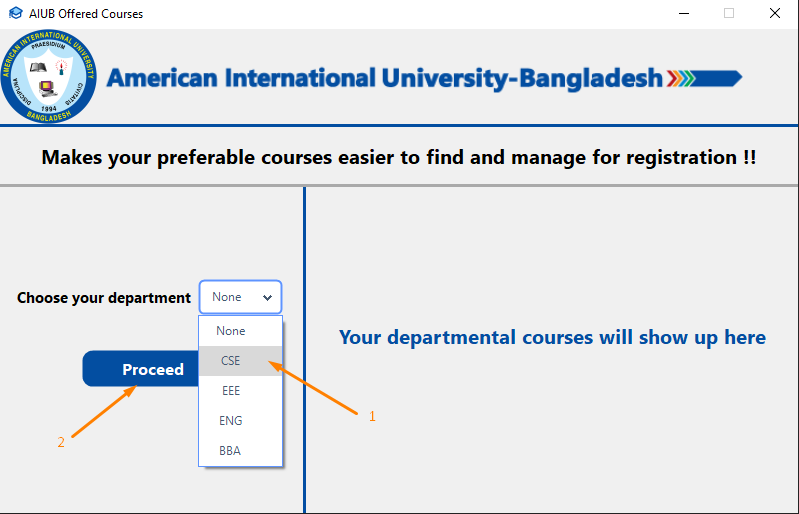 AIUB Offered Courses
AMERICAN INTERNATIONAL UNIVERSITY
PRAESIDIUM
DISCIPLINA
CIVITATIS
1994
BANGLADESH
American International University-Bangladesh
Makes your preferable courses easier to find and manage for registration !!
Choose your department
None
None
CSE
EEE
ENG
BBA
Proceed
1
2
Your departmental courses will show up here